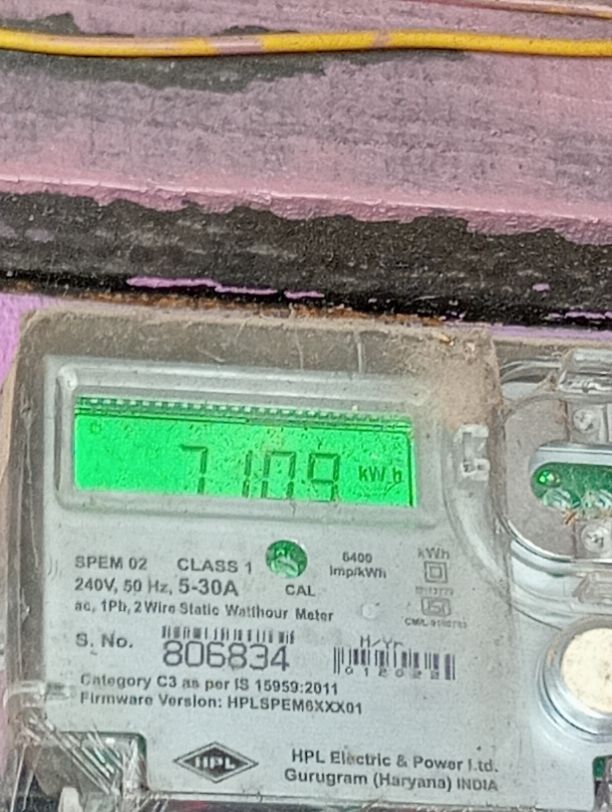 7109 kWh
SPEM 02 CLASS 1
240V, 50 Hz, 5-30A
6400
Imp/kWh
CAL
kWh
ac, 1Ph, 2 Wire Static Watthour Meter
S. No.
806834
M/Yr.
012022
Category C3 as per IS 15959:2011
Firmware Version: HPLSPEM6XXX01
HPL
HPL Electric & Power Ltd.
Gurugram (Haryana) INDIA